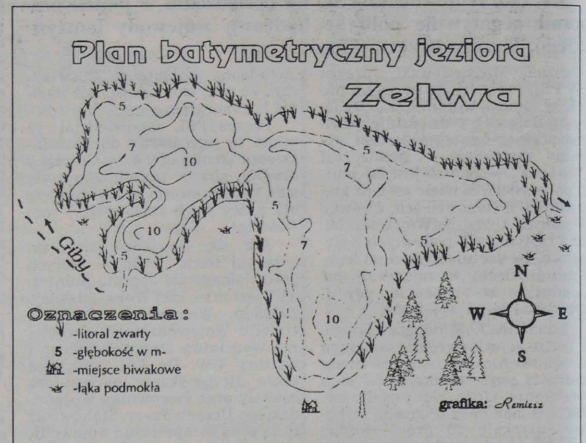 Plan batymetryczny jeziora
Zelwa
5
5
7
10
7
5
10
5
7
5
10
Giby
N
W E
S
Oznaczenia:
-litoral zwarty
5 -głębokość w m-
-miejsce biwakowe
-łąka podmokła
grafika: Remiesz